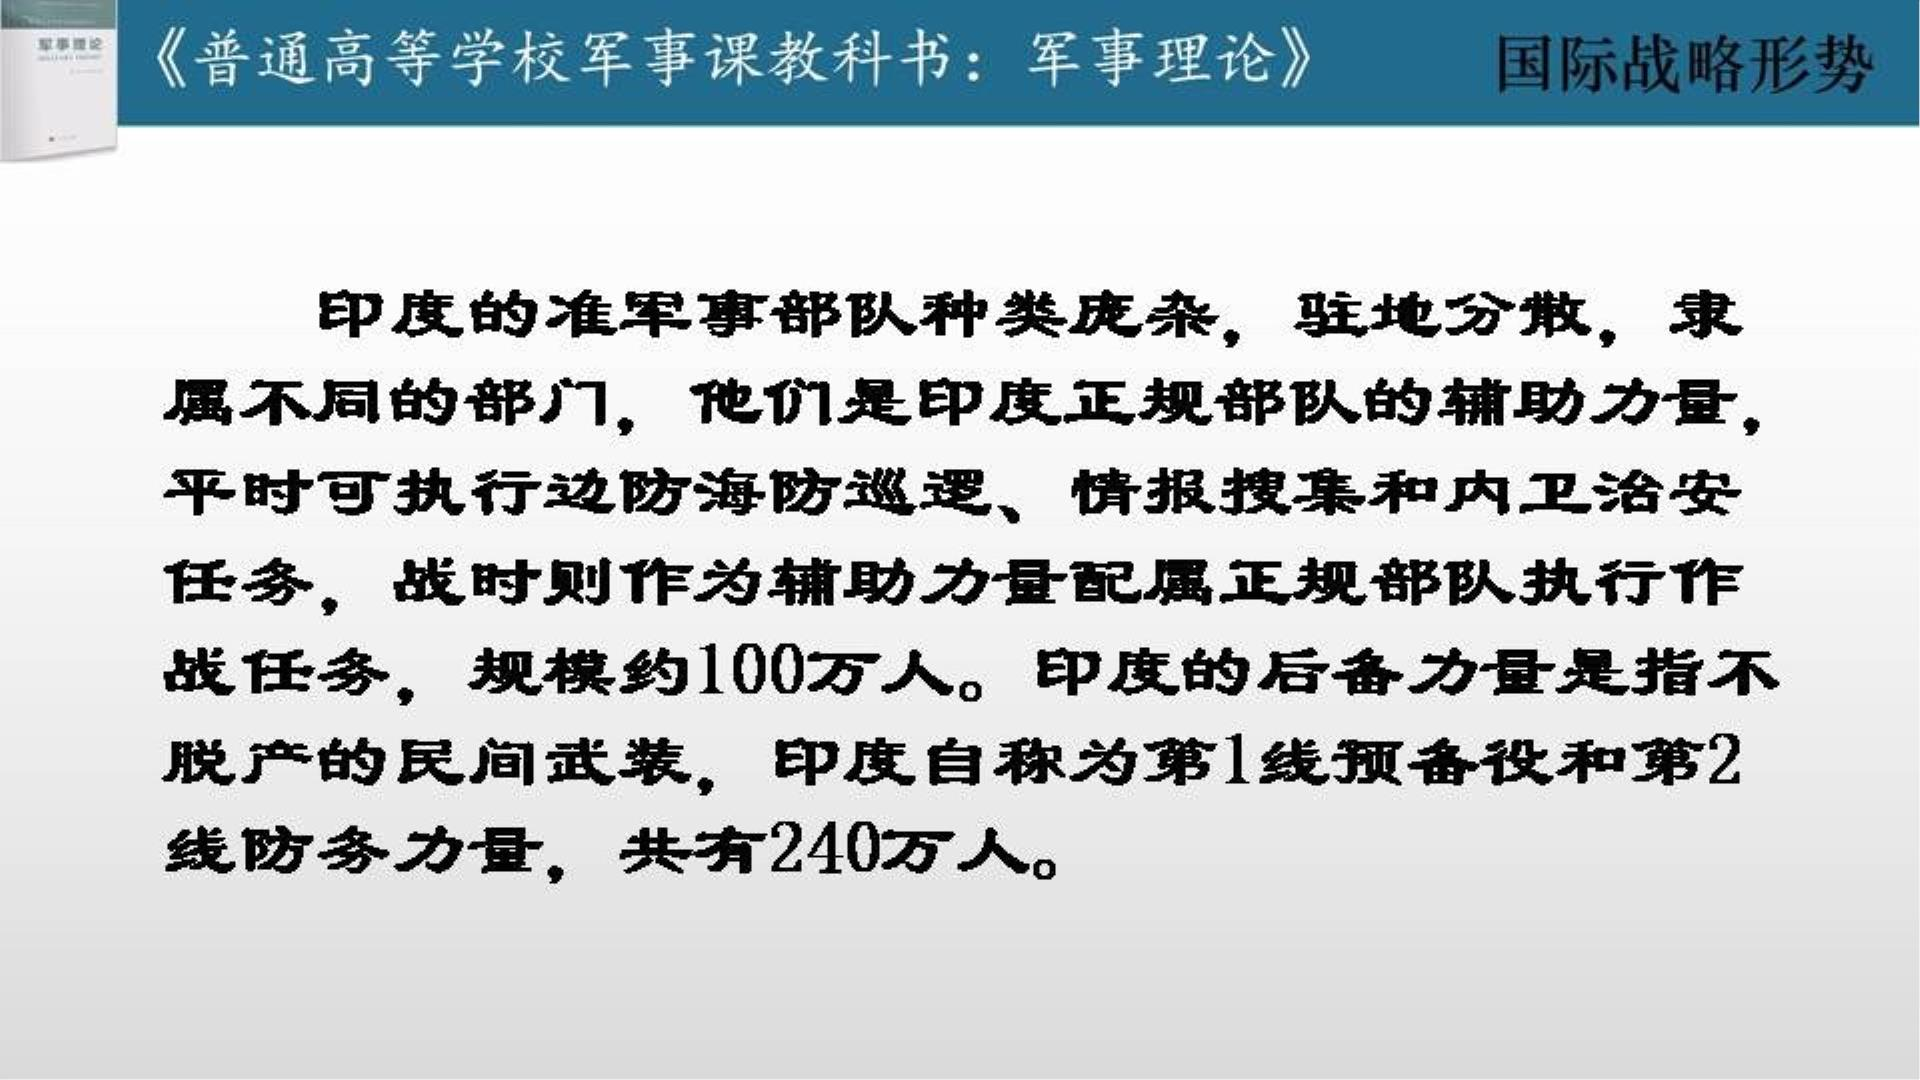 军事理论
《普通高等学校军事课教科书：军事理论》
国际战略形势
印度的准军事部队种类庞杂，驻地分散，隶
属不同的部门，他们是印度正规部队的辅助力量，
平时可执行边防海防巡逻、情报搜集和内卫治安
任务，战时则作为辅助力量配属正规部队执行作
战任务，规模约100万人。印度的后备力量是指不
脱产的民间武装，印度自称为第1线预备役和第2
线防务力量，共有240万人。